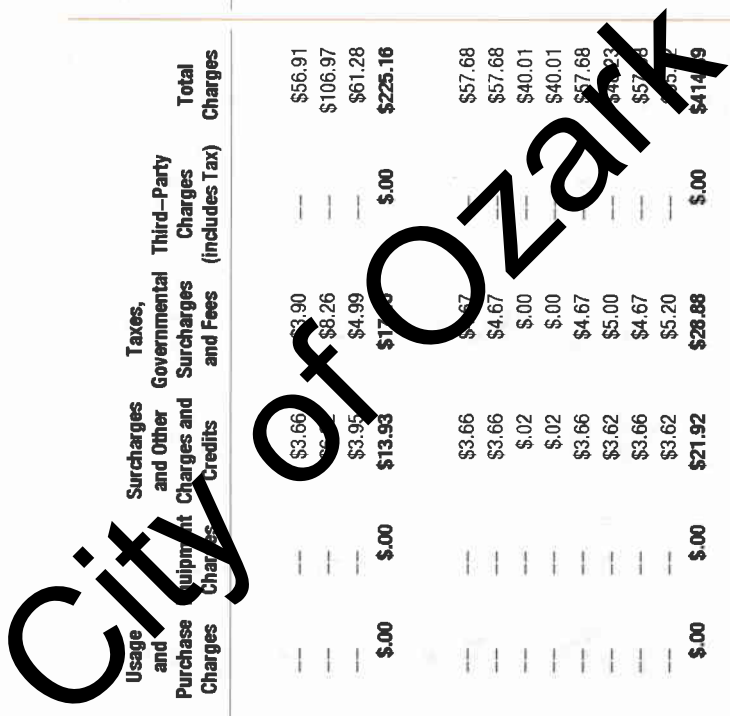 Usage Surcharges Taxes,
and and Other Governmental Third–Party
Purchase Equipment Charges and Surcharges Charges Total
Charges Charges Credits and Fees (includes Tax) Charges
-- -- $3.66 -- $56.91
-- -- $8.26 -- $106.97
-- -- $3.95 $4.99 -- $61.28
$.00 $.00 $13.93 $.00 $225.16
-- -- $3.66 -- $57.68
-- -- $3.66 $4.67 -- $57.68
-- -- $.02 $.00 -- $40.01
-- -- $.02 $.00 -- $40.01
-- -- $3.66 $4.67 -- $57.68
-- -- $3.62 $5.00 --
-- -- $3.66 $4.67 --
-- -- $3.62 $5.20 --
$.00 $.00 $21.92 $28.88 $.00
City of Ozark